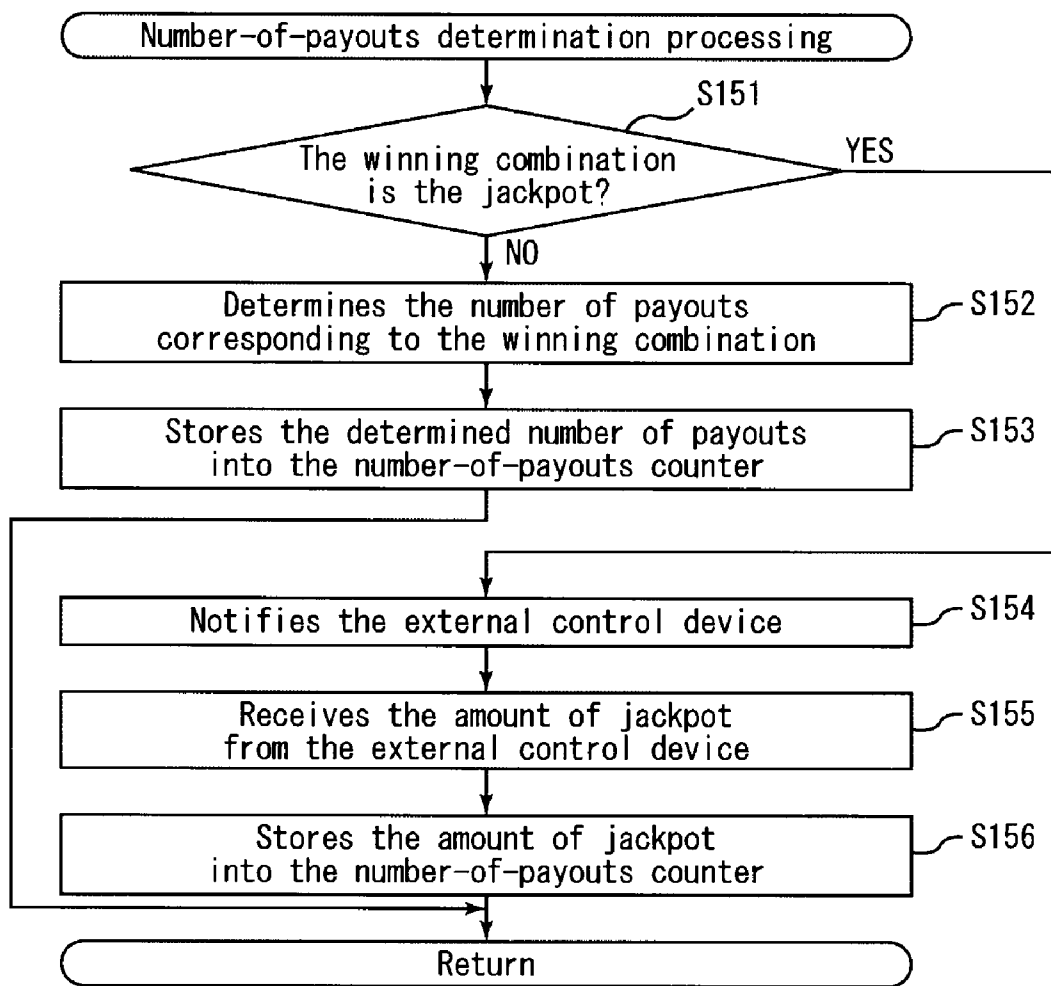 Number-of-payouts determination processing
S151
The winning combination
is the jackpot?
YES
NO
Determines the number of payouts
corresponding to the winning combination
S152
Stores the determined number of payouts
into the number-of-payouts counter
S153
Notifies the external control device
S154
Receives the amount of jackpot
from the external control device
S155
Stores the amount of jackpot
into the number-of-payouts counter
S156
Return